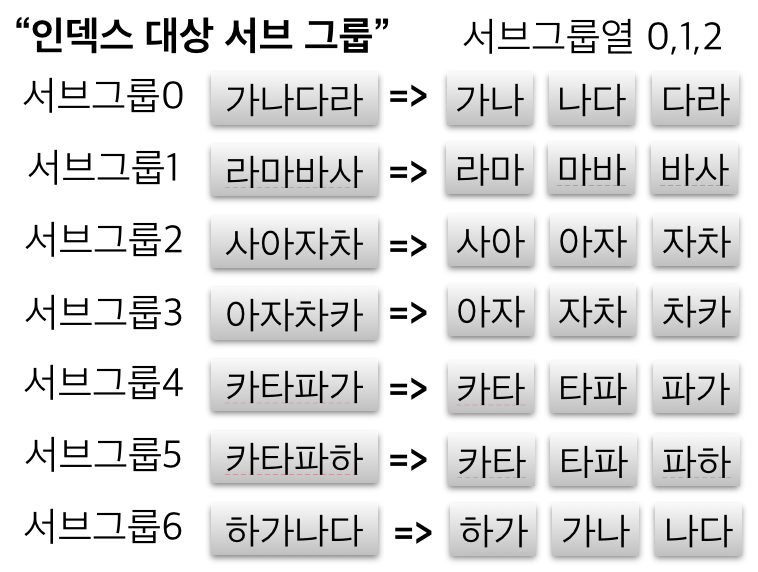 “인덱스 대상 서브 그룹” 서브그룹열 0,1,2
서브그룹0 가나다라 => 가나 나다 다라
서브그룹1 라마바사 => 라마 마바 바사
서브그룹2 사아자차 => 사아 아자 자차
서브그룹3 아자차카 => 아자 자차 차카
서브그룹4 카타파가 => 카타 타파 파가
서브그룹5 카타파하 => 카타 타파 파하
서브그룹6 하가나다 => 하가 가나 나다